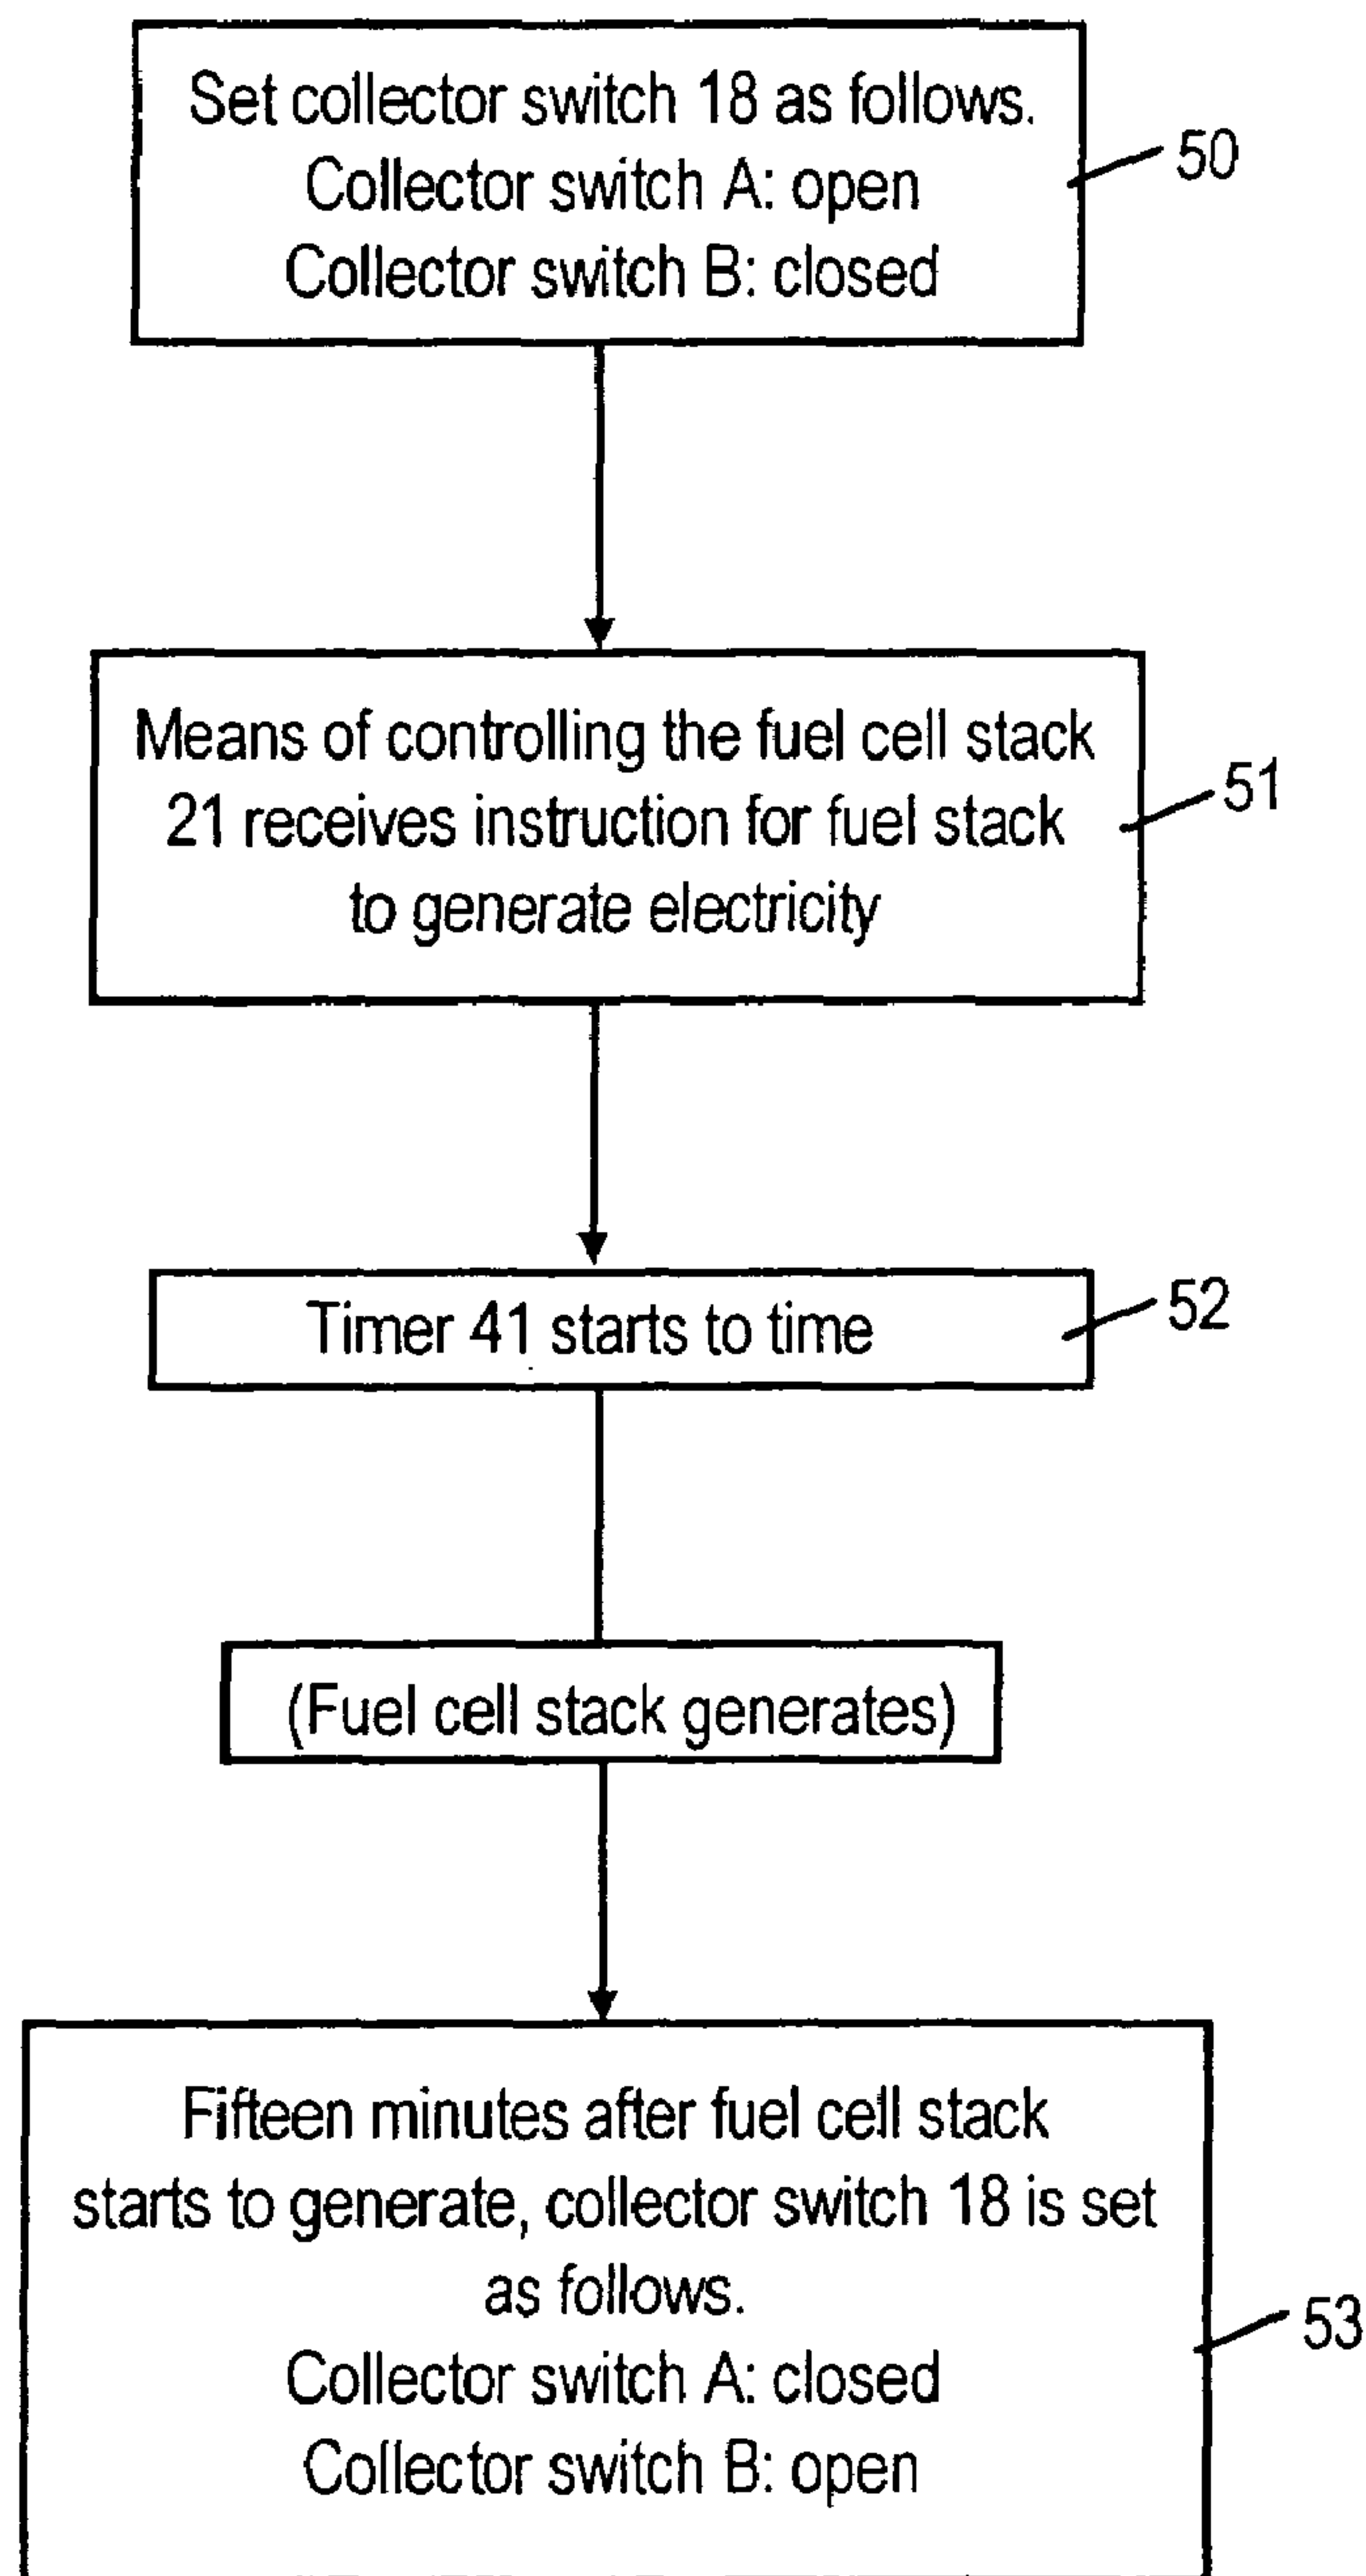 Set collector switch 18 as follows.
Collector switch A: open
Collector switch B: closed
50
Means of controlling the fuel cell stack
21 receives instruction for fuel stack
to generate electricity
51
Timer 41 starts to time
52
(Fuel cell stack generates)
Fifteen minutes after fuel cell stack
starts to generate, collector switch 18 is set
as follows.
Collector switch A: closed
Collector switch B: open
53